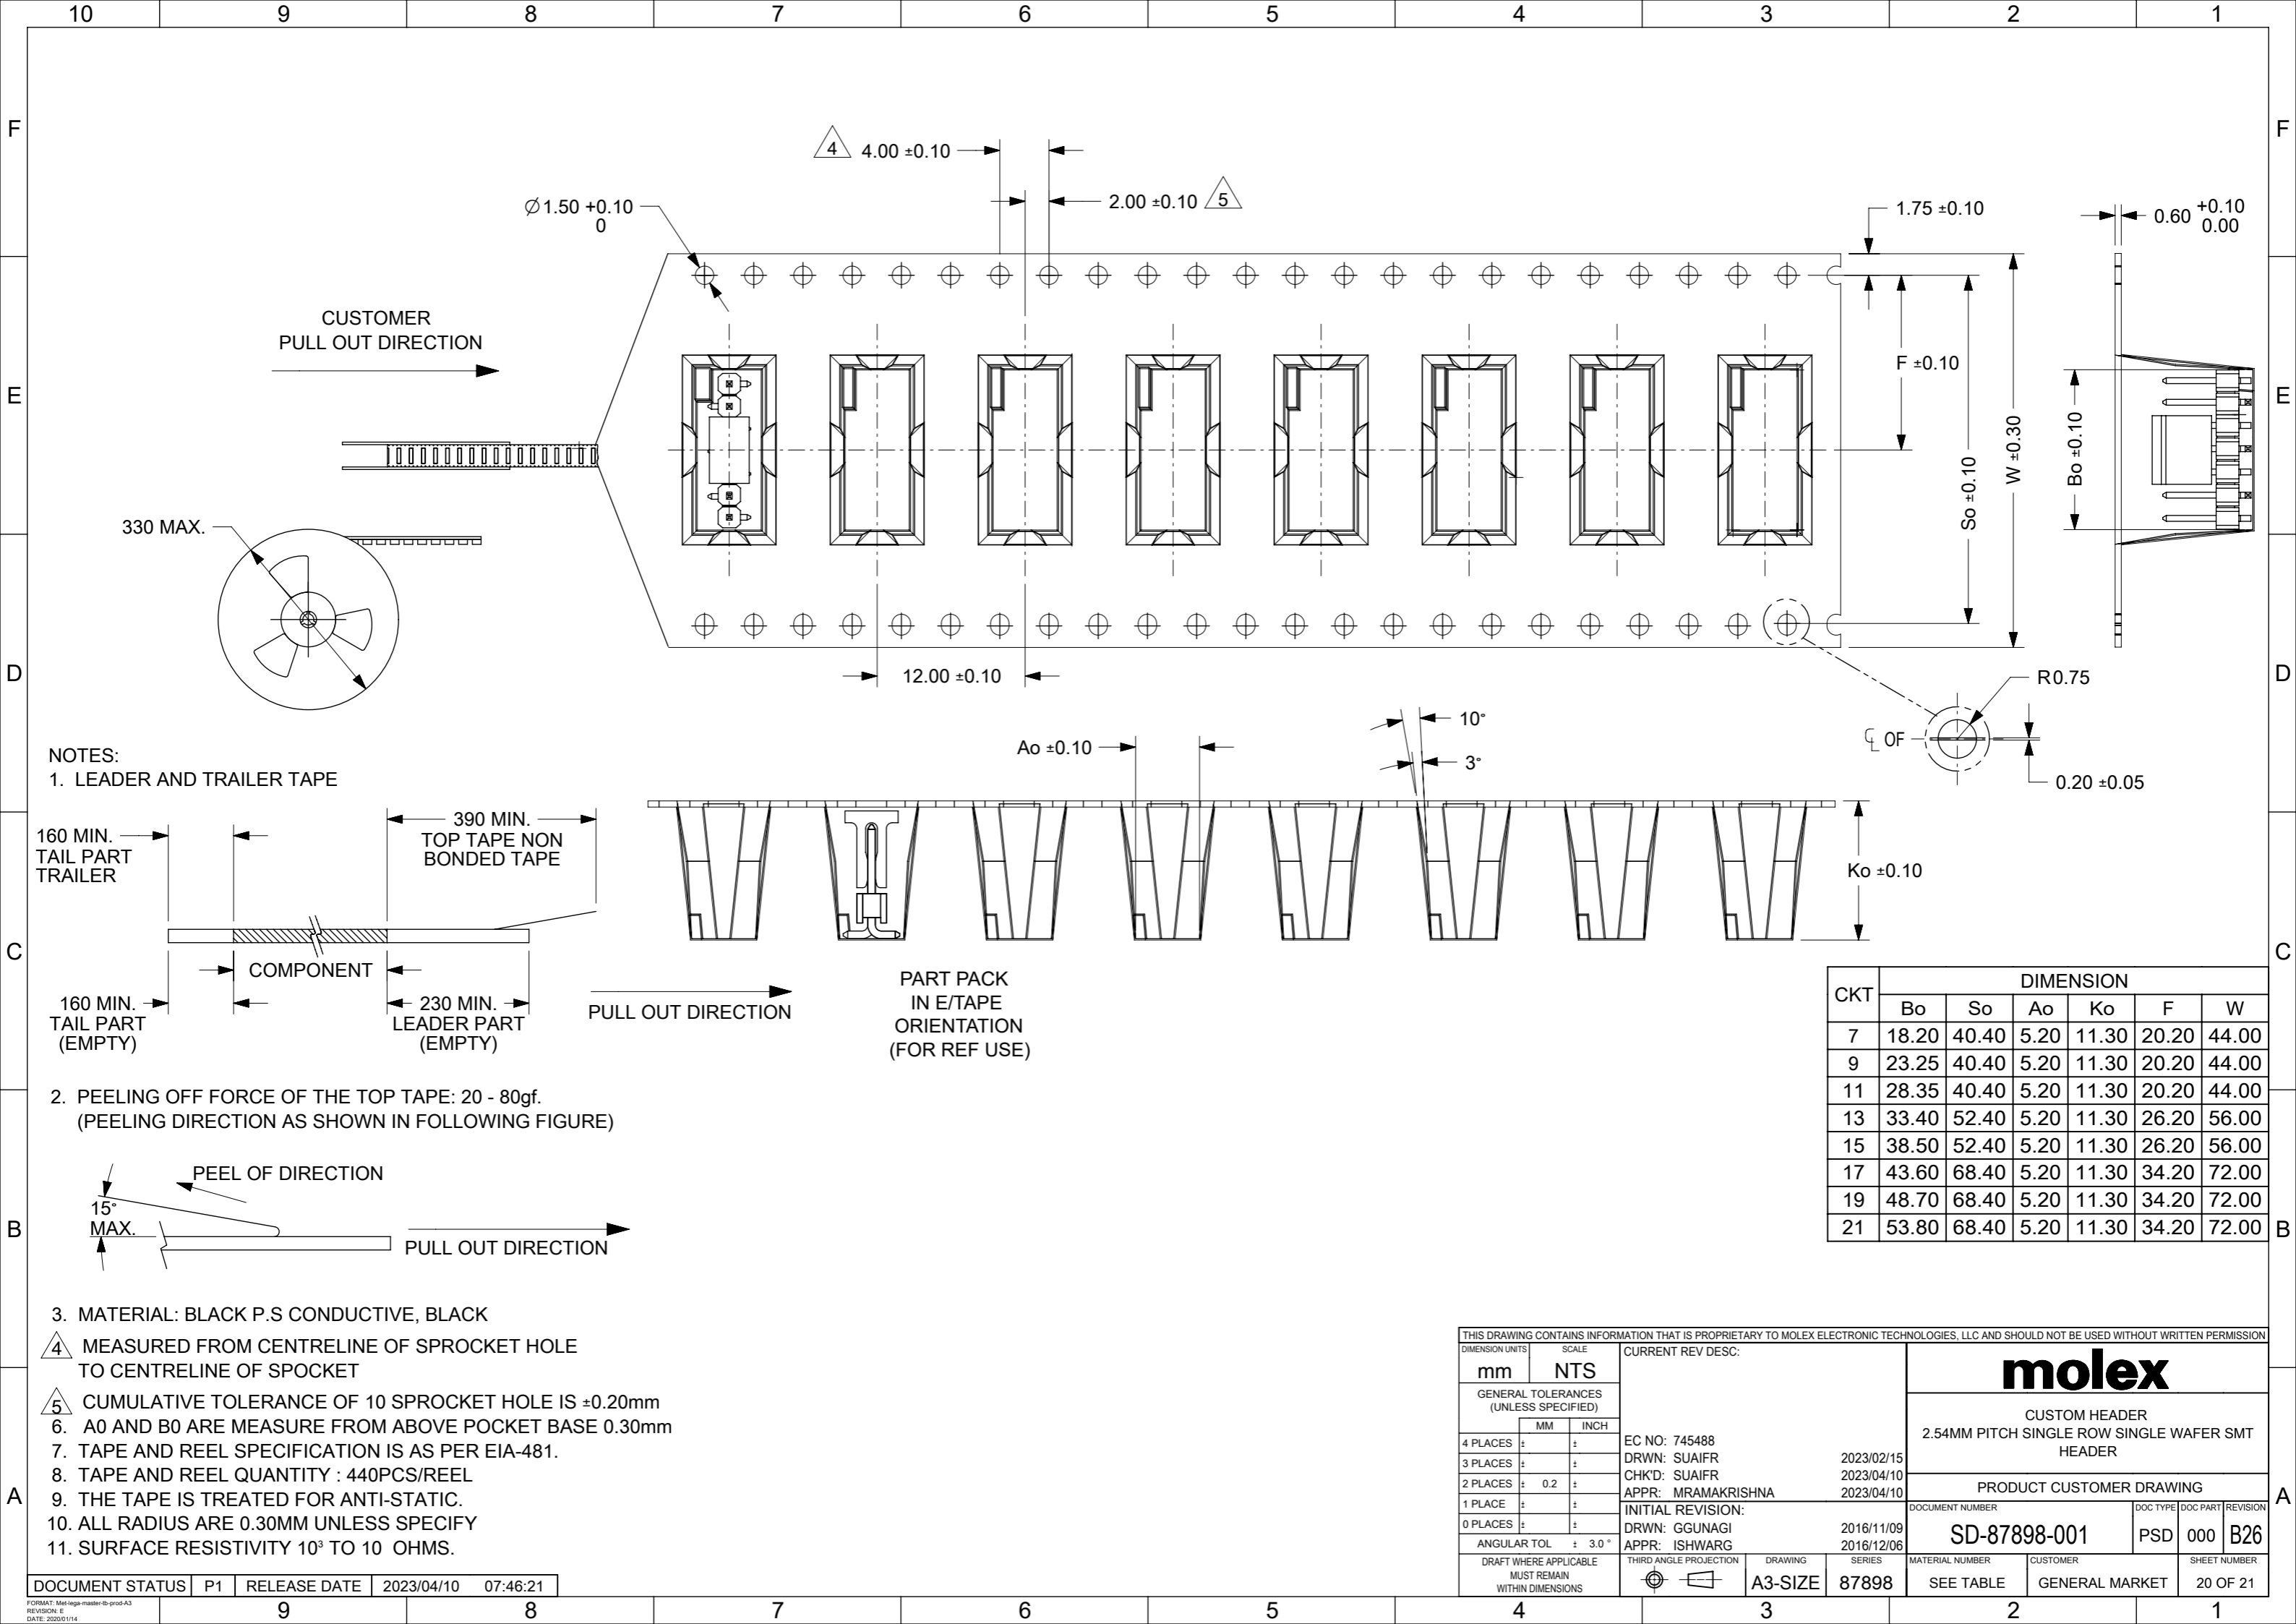 10 9 8 7 6 5 4 3 2 1
F
F
4 4.00 ±0.10
2.00 ±0.10 5
Ø1.50 +0.10
0
1.75 ±0.10
0.60 +0.10
0.00
CUSTOMER
PULL OUT DIRECTION
E
E
F ±0.10
So ±0.10
W ±0.30
Bo ±0.10
330 MAX.
D
D
12.00 ±0.10
R0.75
℄ OF
0.20 ±0.05
10°
3°
Ao ±0.10
Ko ±0.10
NOTES:
1. LEADER AND TRAILER TAPE
160 MIN.
TAIL PART
TRAILER
390 MIN.
TOP TAPE NON
BONDED TAPE
C
C
COMPONENT
160 MIN.
TAIL PART
(EMPTY)
230 MIN.
LEADER PART
(EMPTY)
PULL OUT DIRECTION
PART PACK
IN E/TAPE
ORIENTATION
(FOR REF USE)
CKT DIMENSION
Bo So Ao Ko F W
7 18.20 40.40 5.20 11.30 20.20 44.00
9 23.25 40.40 5.20 11.30 20.20 44.00
11 28.35 40.40 5.20 11.30 20.20 44.00
13 33.40 52.40 5.20 11.30 26.20 56.00
15 38.50 52.40 5.20 11.30 26.20 56.00
17 43.60 68.40 5.20 11.30 34.20 72.00
19 48.70 68.40 5.20 11.30 34.20 72.00
21 53.80 68.40 5.20 11.30 34.20 72.00
2. PEELING OFF FORCE OF THE TOP TAPE: 20 - 80gf.
(PEELING DIRECTION AS SHOWN IN FOLLOWING FIGURE)
PEEL OF DIRECTION
15°
MAX.
PULL OUT DIRECTION
B
B
3. MATERIAL: BLACK P.S CONDUCTIVE, BLACK
4 MEASURED FROM CENTRELINE OF SPROCKET HOLE
TO CENTRELINE OF SPOCKET
5 CUMULATIVE TOLERANCE OF 10 SPROCKET HOLE IS ±0.20mm
6. A0 AND B0 ARE MEASURE FROM ABOVE POCKET BASE 0.30mm
7. TAPE AND REEL SPECIFICATION IS AS PER EIA-481.
8. TAPE AND REEL QUANTITY : 440PCS/REEL
9. THE TAPE IS TREATED FOR ANTI-STATIC.
10. ALL RADIUS ARE 0.30MM UNLESS SPECIFY
11. SURFACE RESISTIVITY 10³ TO 10 OHMS.
A
A
THIS DRAWING CONTAINS INFORMATION THAT IS PROPRIETARY TO MOLEX ELECTRONIC TECHNOLOGIES, LLC AND SHOULD NOT BE USED WITHOUT WRITTEN PERMISSION
DIMENSION UNITS SCALE
mm NTS
GENERAL TOLERANCES
(UNLESS SPECIFIED)
MM INCH
4 PLACES ± ±
3 PLACES ± ±
2 PLACES ± 0.2 ±
1 PLACE ± ±
0 PLACES ± ±
ANGULAR TOL ± 3.0 °
DRAFT WHERE APPLICABLE
MUST REMAIN
WITHIN DIMENSIONS
CURRENT REV DESC:
EC NO: 745488
DRWN: SUAIFR 2023/02/15
CHK'D: SUAIFR 2023/04/10
APPR: MRAMAKRISHNA 2023/04/10
INITIAL REVISION:
DRWN: GGUNAGI 2016/11/09
APPR: ISHWARG 2016/12/06
THIRD ANGLE PROJECTION DRAWING SERIES
A3-SIZE 87898
molex
CUSTOM HEADER
2.54MM PITCH SINGLE ROW SINGLE WAFER SMT
HEADER
PRODUCT CUSTOMER DRAWING
DOCUMENT NUMBER DOC TYPE DOC PART REVISION
SD-87898-001 PSD 000 B26
MATERIAL NUMBER CUSTOMER SHEET NUMBER
SEE TABLE GENERAL MARKET 20 OF 21
DOCUMENT STATUS P1 RELEASE DATE 2023/04/10 07:46:21
FORMAT: Met-lega-master-tb-prod-A3
REVISION: E
DATE: 2020/01/14
9 8 7 6 5 4 3 2 1